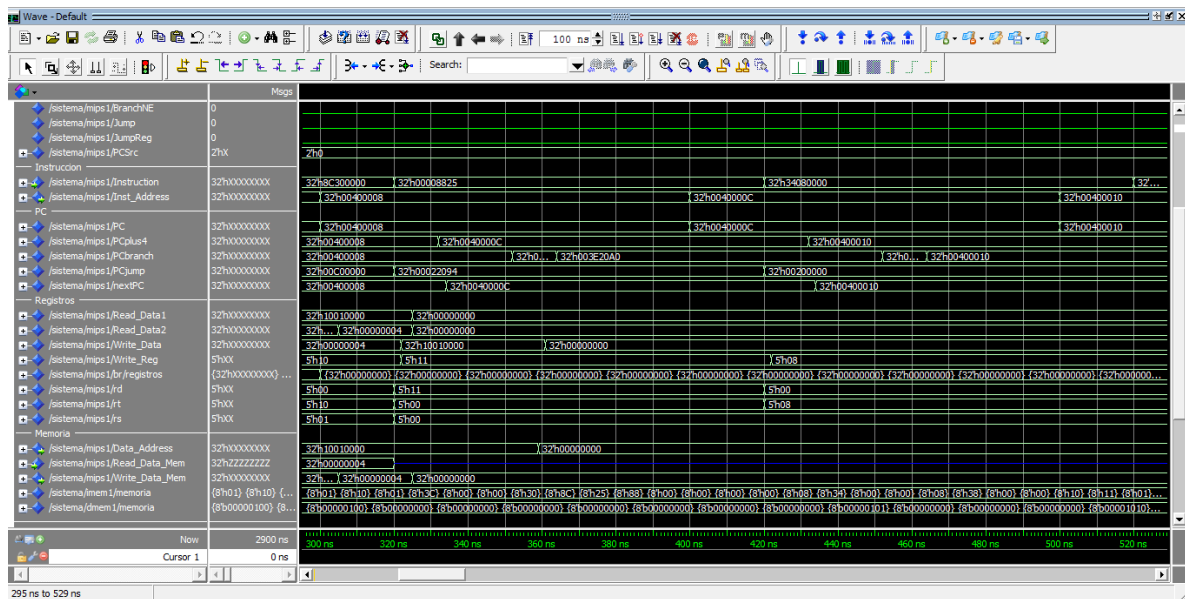 Wave - Default
100 ns
Search:
Msgs
/sistema/mips1/BranchNE 0
/sistema/mips1/Jump 0
/sistema/mips1/JumpReg 0
/sistema/mips1/PCSrc 2'hX 2'h0
Instruccion
/sistema/mips1/Instruction 32'hXXXXXXXX 32'h8C300000 32'h00008825 32'h34080000 32'...
/sistema/mips1/Inst_Address 32'hXXXXXXXX 32'h00400008 32'h0040000C 32'h00400010
PC
/sistema/mips1/PC 32'hXXXXXXXX 32'h00400008 32'h0040000C 32'h00400010
/sistema/mips1/PCplus4 32'hXXXXXXXX 32'h00400008 32'h0040000C 32'h00400010
/sistema/mips1/PCbranch 32'hXXXXXXXX 32'h00400008 32'h0... 32'h003E20A0 32'h0... 32'h00400010
/sistema/mips1/PCjump 32'hXXXXXXXX 32'h00C00000 32'h00022094 32'h00200000
/sistema/mips1/nextPC 32'hXXXXXXXX 32'h00400008 32'h0040000C 32'h00400010
Registros
/sistema/mips1/Read_Data1 32'hXXXXXXXX 32'h10010000 32'h00000000
/sistema/mips1/Read_Data2 32'hXXXXXXXX 32'h... 32'h00000004 32'h00000000
/sistema/mips1/Write_Data 32'hXXXXXXXX 32'h00000004 32'h10010000 32'h00000000
/sistema/mips1/Write_Reg 5'hXX 5'h10 5'h11 5'h08
/sistema/mips1/br/registros {32'hXXXXXXXX} ... {32'h00000000} {32'h00000000} {32'h00000000} {32'h00000000} {32'h00000000} {32'h00000000} {32'h00000000} {32'h00000000} {32'h00000000} {32'h00000000} {32'h00000000} {32'h000000...
/sistema/mips1/rd 5'hXX 5'h00 5'h11 5'h00
/sistema/mips1/rt 5'hXX 5'h10 5'h00 5'h08
/sistema/mips1/rs 5'hXX 5'h01 5'h00
Memoria
/sistema/mips1/Data_Address 32'hXXXXXXXX 32'h10010000 32'h00000000
/sistema/mips1/Read_Data_Mem 32'hZZZZZZZZ 32'h00000004
/sistema/mips1/Write_Data_Mem 32'hXXXXXXXX 32'h... 32'h00000004 32'h00000000
/sistema/imem1/memoria {8'h01} {8'h10} {... {8'h01} {8'h10} {8'h01} {8'h3C} {8'h00} {8'h00} {8'h30} {8'h8C} {8'h25} {8'h88} {8'h00} {8'h00} {8'h00} {8'h00} {8'h08} {8'h34} {8'h00} {8'h00} {8'h08} {8'h38} {8'h00} {8'h00} {8'h10} {8'h11} {8'h01}...
/sistema/dmem1/memoria {8'b00000100} {8... {8'b00000100} {8'b00000000} {8'b00000000} {8'b00000000} {8'b00000000} {8'b00000000} {8'b00000000} {8'b00000000} {8'b00000101} {8'b00000000} {8'b00000000} {8'b00000000} {8'b00001010}...
Now 2900 ns 300 ns 320 ns 340 ns 360 ns 380 ns 400 ns 420 ns 440 ns 460 ns 480 ns 500 ns 520 ns
Cursor 1 0 ns
295 ns to 529 ns